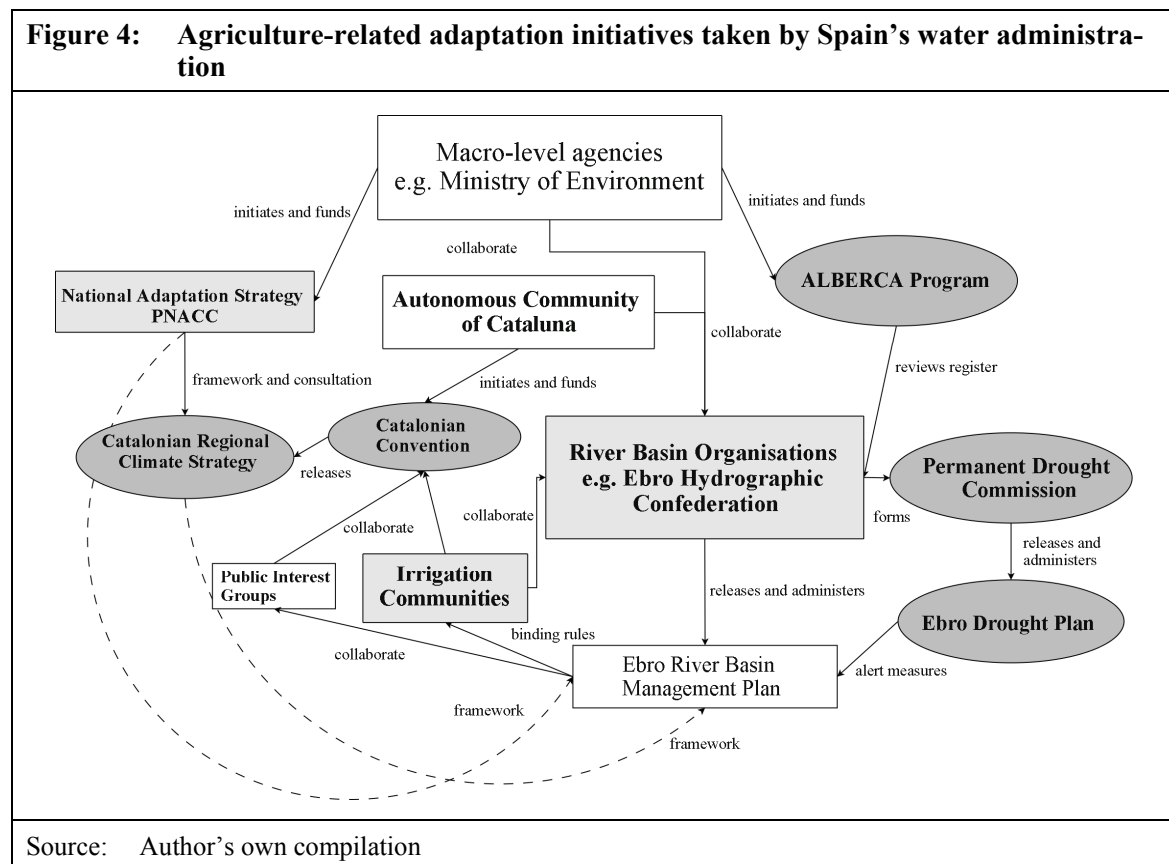 Figure 4: Agriculture-related adaptation initiatives taken by Spain's water administra-
tion
Macro-level agencies
e.g. Ministry of Environment
initiates and funds
initiates and funds
collaborate
ALBERCA Program
National Adaptation Strategy
PNACC
Autonomous Community
of Cataluna
collaborate
reviews register
framework and consultation
initiates and funds
Catalonian Regional
Climate Strategy
releases
Catalonian
Convention
River Basin Organisations
e.g. Ebro Hydrographic
Confederation
Permanent Drought
Commission
forms
collaborate
collaborate
releases and
administers
Public Interest
Groups
Irrigation
Communities
releases and administers
Ebro Drought Plan
binding rules
collaborate
Ebro River Basin
Management Plan
alert measures
framework
framework
Source: Author's own compilation